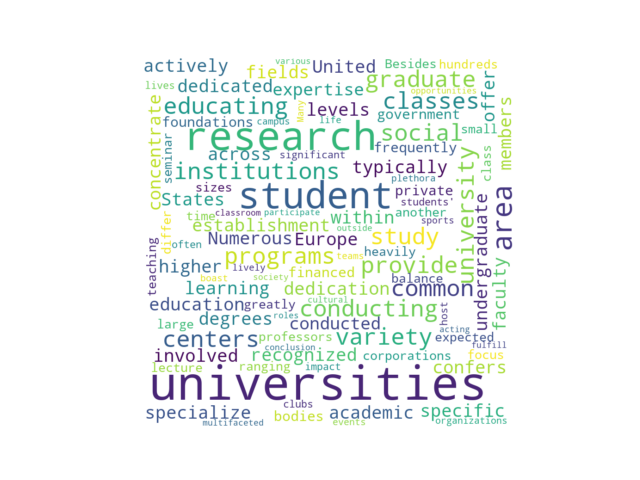 various
actively
fields
United
Besides
hundreds
lives
dedicated
expertise
graduate
opportunities
concentrate
educating
Many
levels
classes
offer
foundations
campus
life
government
members
seminar
research
social
small
across
significant
frequently
institutions
typically
class
plethora
States
sizes
student
private
students'
university
undergraduate
area
differ
time
classroom
participate
within
another
sports
establishment
outside
often
Numerous
Europe
study
faculty
teaching
programs
teams
heavily
higher
lively
financed
provide
balance
boast
society
learning
dedication
common
education
greatly
cultural
conducting
host
large
degrees
roles
conducted.
acting
centers
professors
variety
expected
fulfill
involved
conclusion
recognized
corporations
focus
lecture
ranging
impact
confers
universities
clubs
specialize
bodies
academic
specific
multifaceted
events
organizations